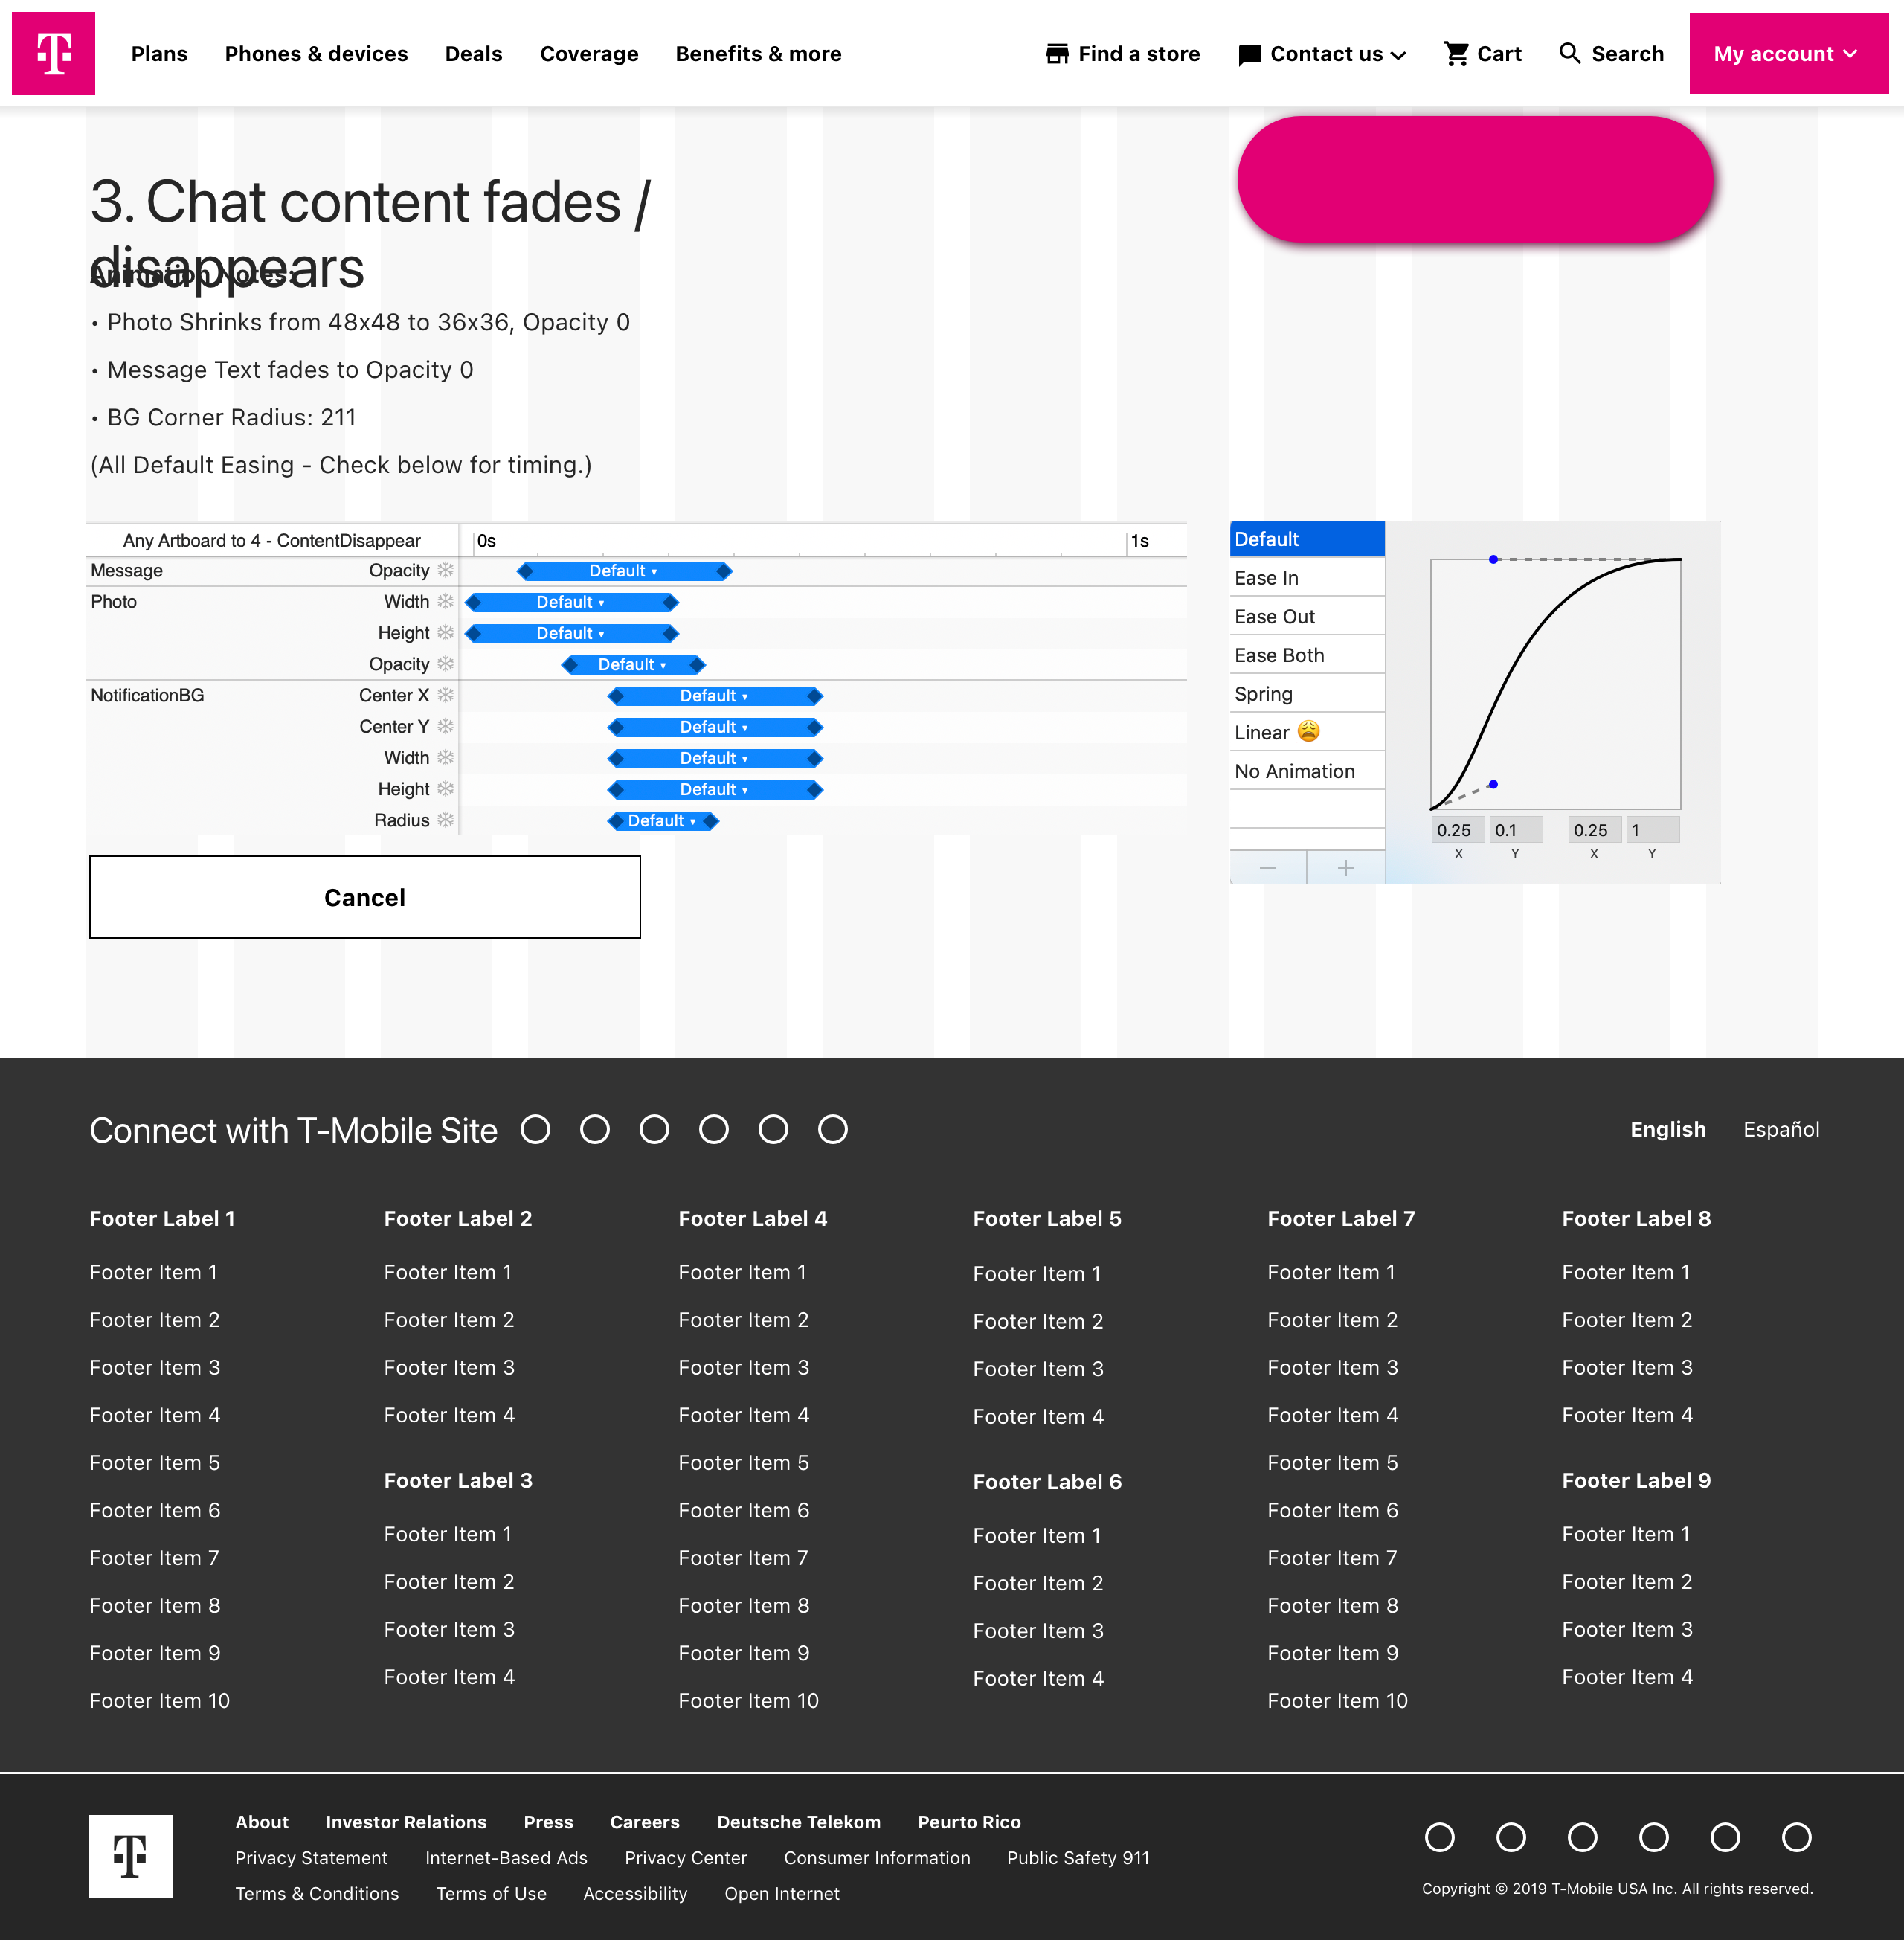 T
Plans Phones & devices Deals Coverage Benefits & more Find a store Contact us Cart Search My account
3. Chat content fades /
disappears
Animation Notes:
• Photo Shrinks from 48x48 to 36x36, Opacity 0
• Message Text fades to Opacity 0
• BG Corner Radius: 211
(All Default Easing - Check below for timing.)
Any Artboard to 4 - ContentDisappear 0s 1s
Message Opacity Default
Photo Width Default
Height Default
Opacity Default
NotificationBG Center X Default
Center Y Default
Width Default
Height Default
Radius Default
Default
Ease In
Ease Out
Ease Both
Spring
Linear 😩
No Animation
0.25 0.1 0.25 1
X Y X Y
Cancel
Connect with T-Mobile Site English Español
Footer Label 1
Footer Item 1
Footer Item 2
Footer Item 3
Footer Item 4
Footer Item 5
Footer Item 6
Footer Item 7
Footer Item 8
Footer Item 9
Footer Item 10
Footer Label 2
Footer Item 1
Footer Item 2
Footer Item 3
Footer Item 4
Footer Label 3
Footer Item 1
Footer Item 2
Footer Item 3
Footer Item 4
Footer Label 4
Footer Item 1
Footer Item 2
Footer Item 3
Footer Item 4
Footer Item 5
Footer Item 6
Footer Item 7
Footer Item 8
Footer Item 9
Footer Item 10
Footer Label 5
Footer Item 1
Footer Item 2
Footer Item 3
Footer Item 4
Footer Label 6
Footer Item 1
Footer Item 2
Footer Item 3
Footer Item 4
Footer Label 7
Footer Item 1
Footer Item 2
Footer Item 3
Footer Item 4
Footer Item 5
Footer Item 6
Footer Item 7
Footer Item 8
Footer Item 9
Footer Item 10
Footer Label 8
Footer Item 1
Footer Item 2
Footer Item 3
Footer Item 4
Footer Label 9
Footer Item 1
Footer Item 2
Footer Item 3
Footer Item 4
T
About Investor Relations Press Careers Deutsche Telekom Peurto Rico
Privacy Statement Internet-Based Ads Privacy Center Consumer Information Public Safety 911
Terms & Conditions Terms of Use Accessibility Open Internet
Copyright © 2019 T-Mobile USA Inc. All rights reserved.